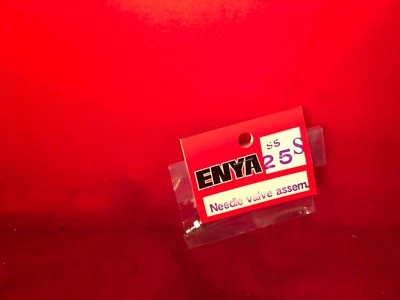 SS
ENYA 25S
Needle valve assem.